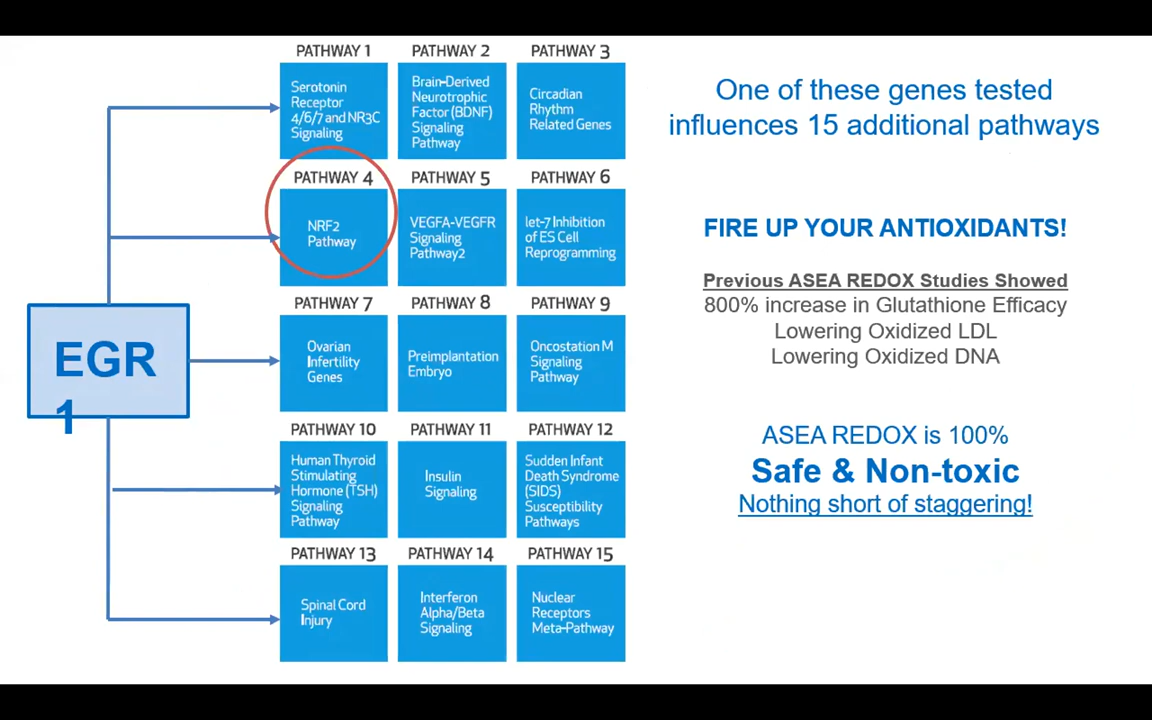 PATHWAY 1
Serotonin
Receptor
4/6/7 and NR3C
Signaling
PATHWAY 2
Brain-Derived
Neurotrophic
Factor (BDNF)
Signaling
Pathway
PATHWAY 3
Circadian
Rhythm
Related Genes
PATHWAY 4
NRF2
Pathway
PATHWAY 5
VEGFA-VEGFR
Signaling
Pathway2
PATHWAY 6
let-7 Inhibition
of ES Cell
Reprogramming
EGR
1
PATHWAY 7
Ovarian
Infertility
Genes
PATHWAY 8
Preimplantation
Embryo
PATHWAY 9
Oncostation M
Signaling
Pathway
PATHWAY 10
Human Thyroid
Stimulating
Hormone (TSH)
Signaling
Pathway
PATHWAY 11
Insulin
Signaling
PATHWAY 12
Sudden Infant
Death Syndrome
(SIDS)
Susceptibility
Pathways
PATHWAY 13
Spinal Cord
Injury
PATHWAY 14
Interferon
Alpha/Beta
Signaling
PATHWAY 15
Nuclear
Receptors
Meta-Pathway
One of these genes tested
influences 15 additional pathways
FIRE UP YOUR ANTIOXIDANTS!
Previous ASEA REDOX Studies Showed
800% increase in Glutathione Efficacy
Lowering Oxidized LDL
Lowering Oxidized DNA
ASEA REDOX is 100%
Safe & Non-toxic
Nothing short of staggering!